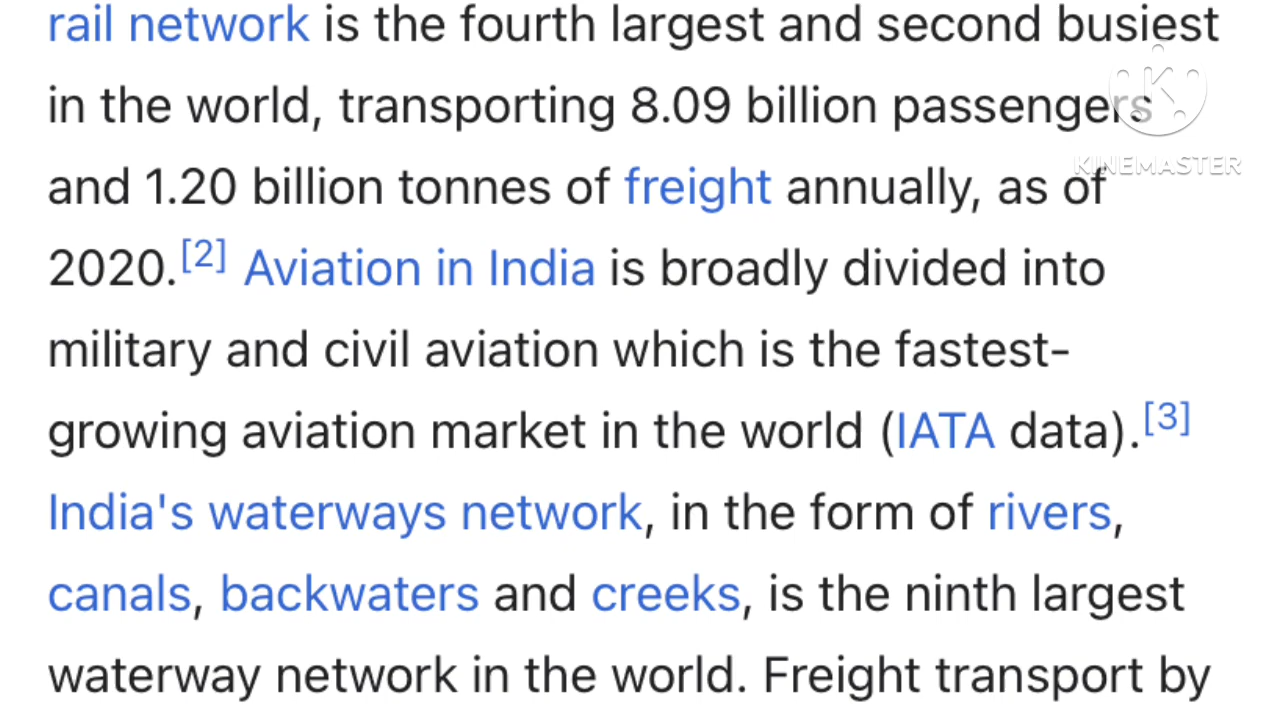 rail network is the fourth largest and second busiest
in the world, transporting 8.09 billion passengers
KINEMASTER
and 1.20 billion tonnes of freight annually, as of
2020.[2] Aviation in India is broadly divided into
military and civil aviation which is the fastest-
growing aviation market in the world (IATA data).[3]
India's waterways network, in the form of rivers,
canals, backwaters and creeks, is the ninth largest
waterway network in the world. Freight transport by